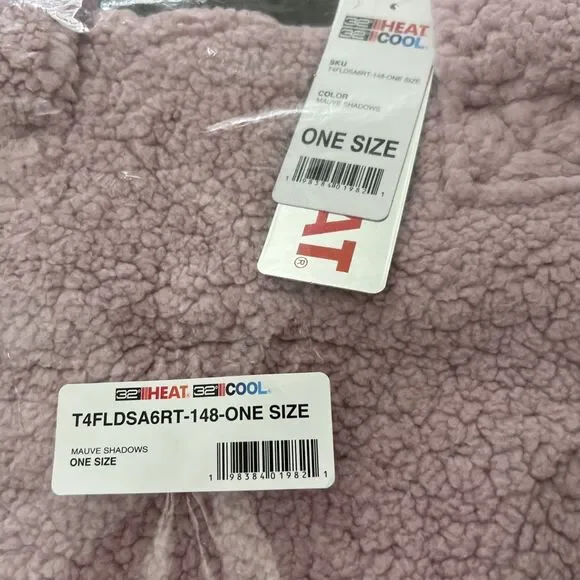 32° HEAT®
32° COOL®
SKU
T4FLDSA6RT-148-ONE SIZE
COLOR
MAUVE SHADOWS
ONE SIZE
1 98384 01982 1
AT®
32° HEAT® 32° COOL®
T4FLDSA6RT-148-ONE SIZE
MAUVE SHADOWS
ONE SIZE
1 98384 01982 1